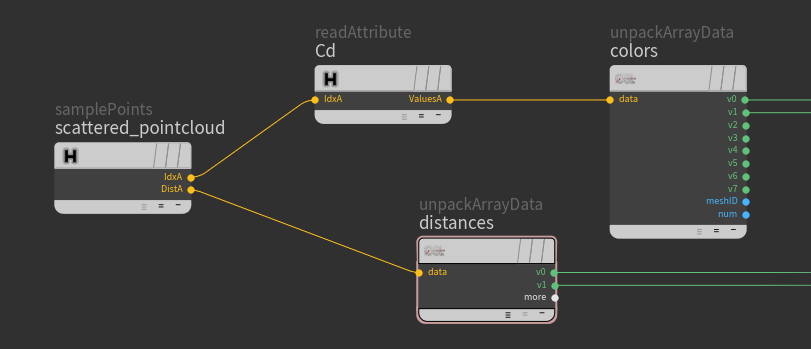 samplePoints
scattered_pointcloud
H
IdxA
DistA
readAttribute
Cd
H
IdxA ValuesA
unpackArrayData
colors
data v0
v1
v2
v3
v4
v5
v6
v7
meshID
num
unpackArrayData
distances
data v0
v1
more